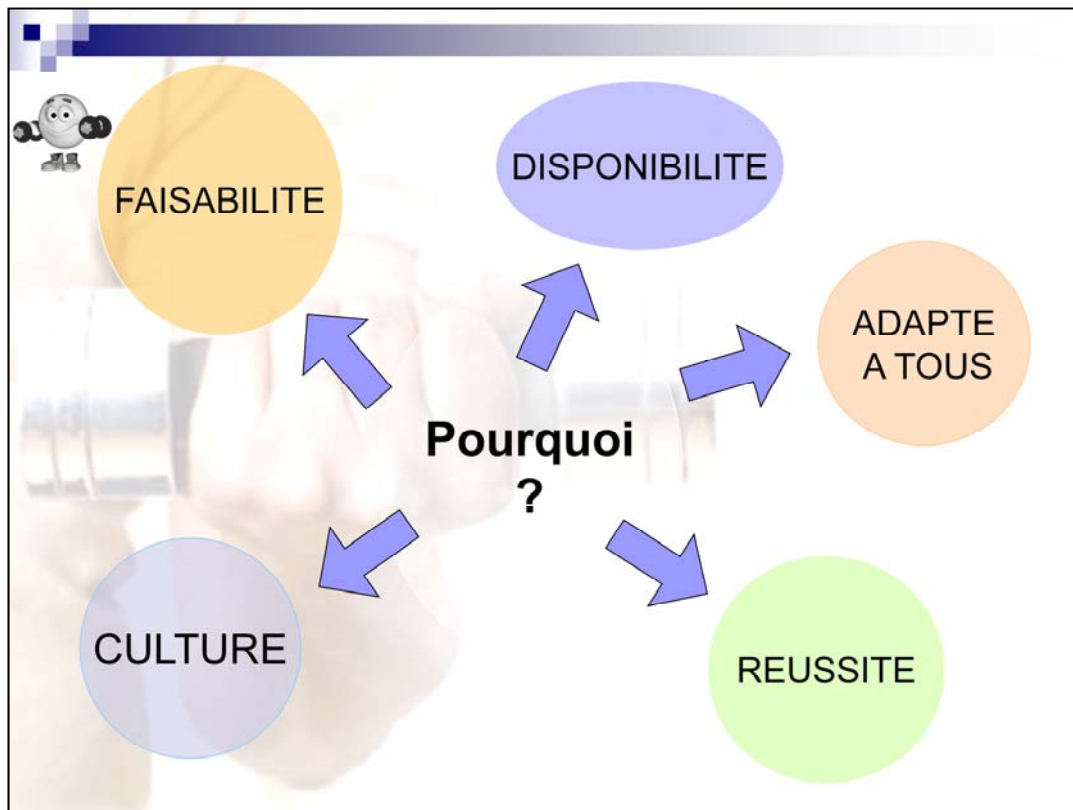 FAISABILITE
DISPONIBILITE
ADAPTE
A TOUS
Pourquoi
?
CULTURE
REUSSITE